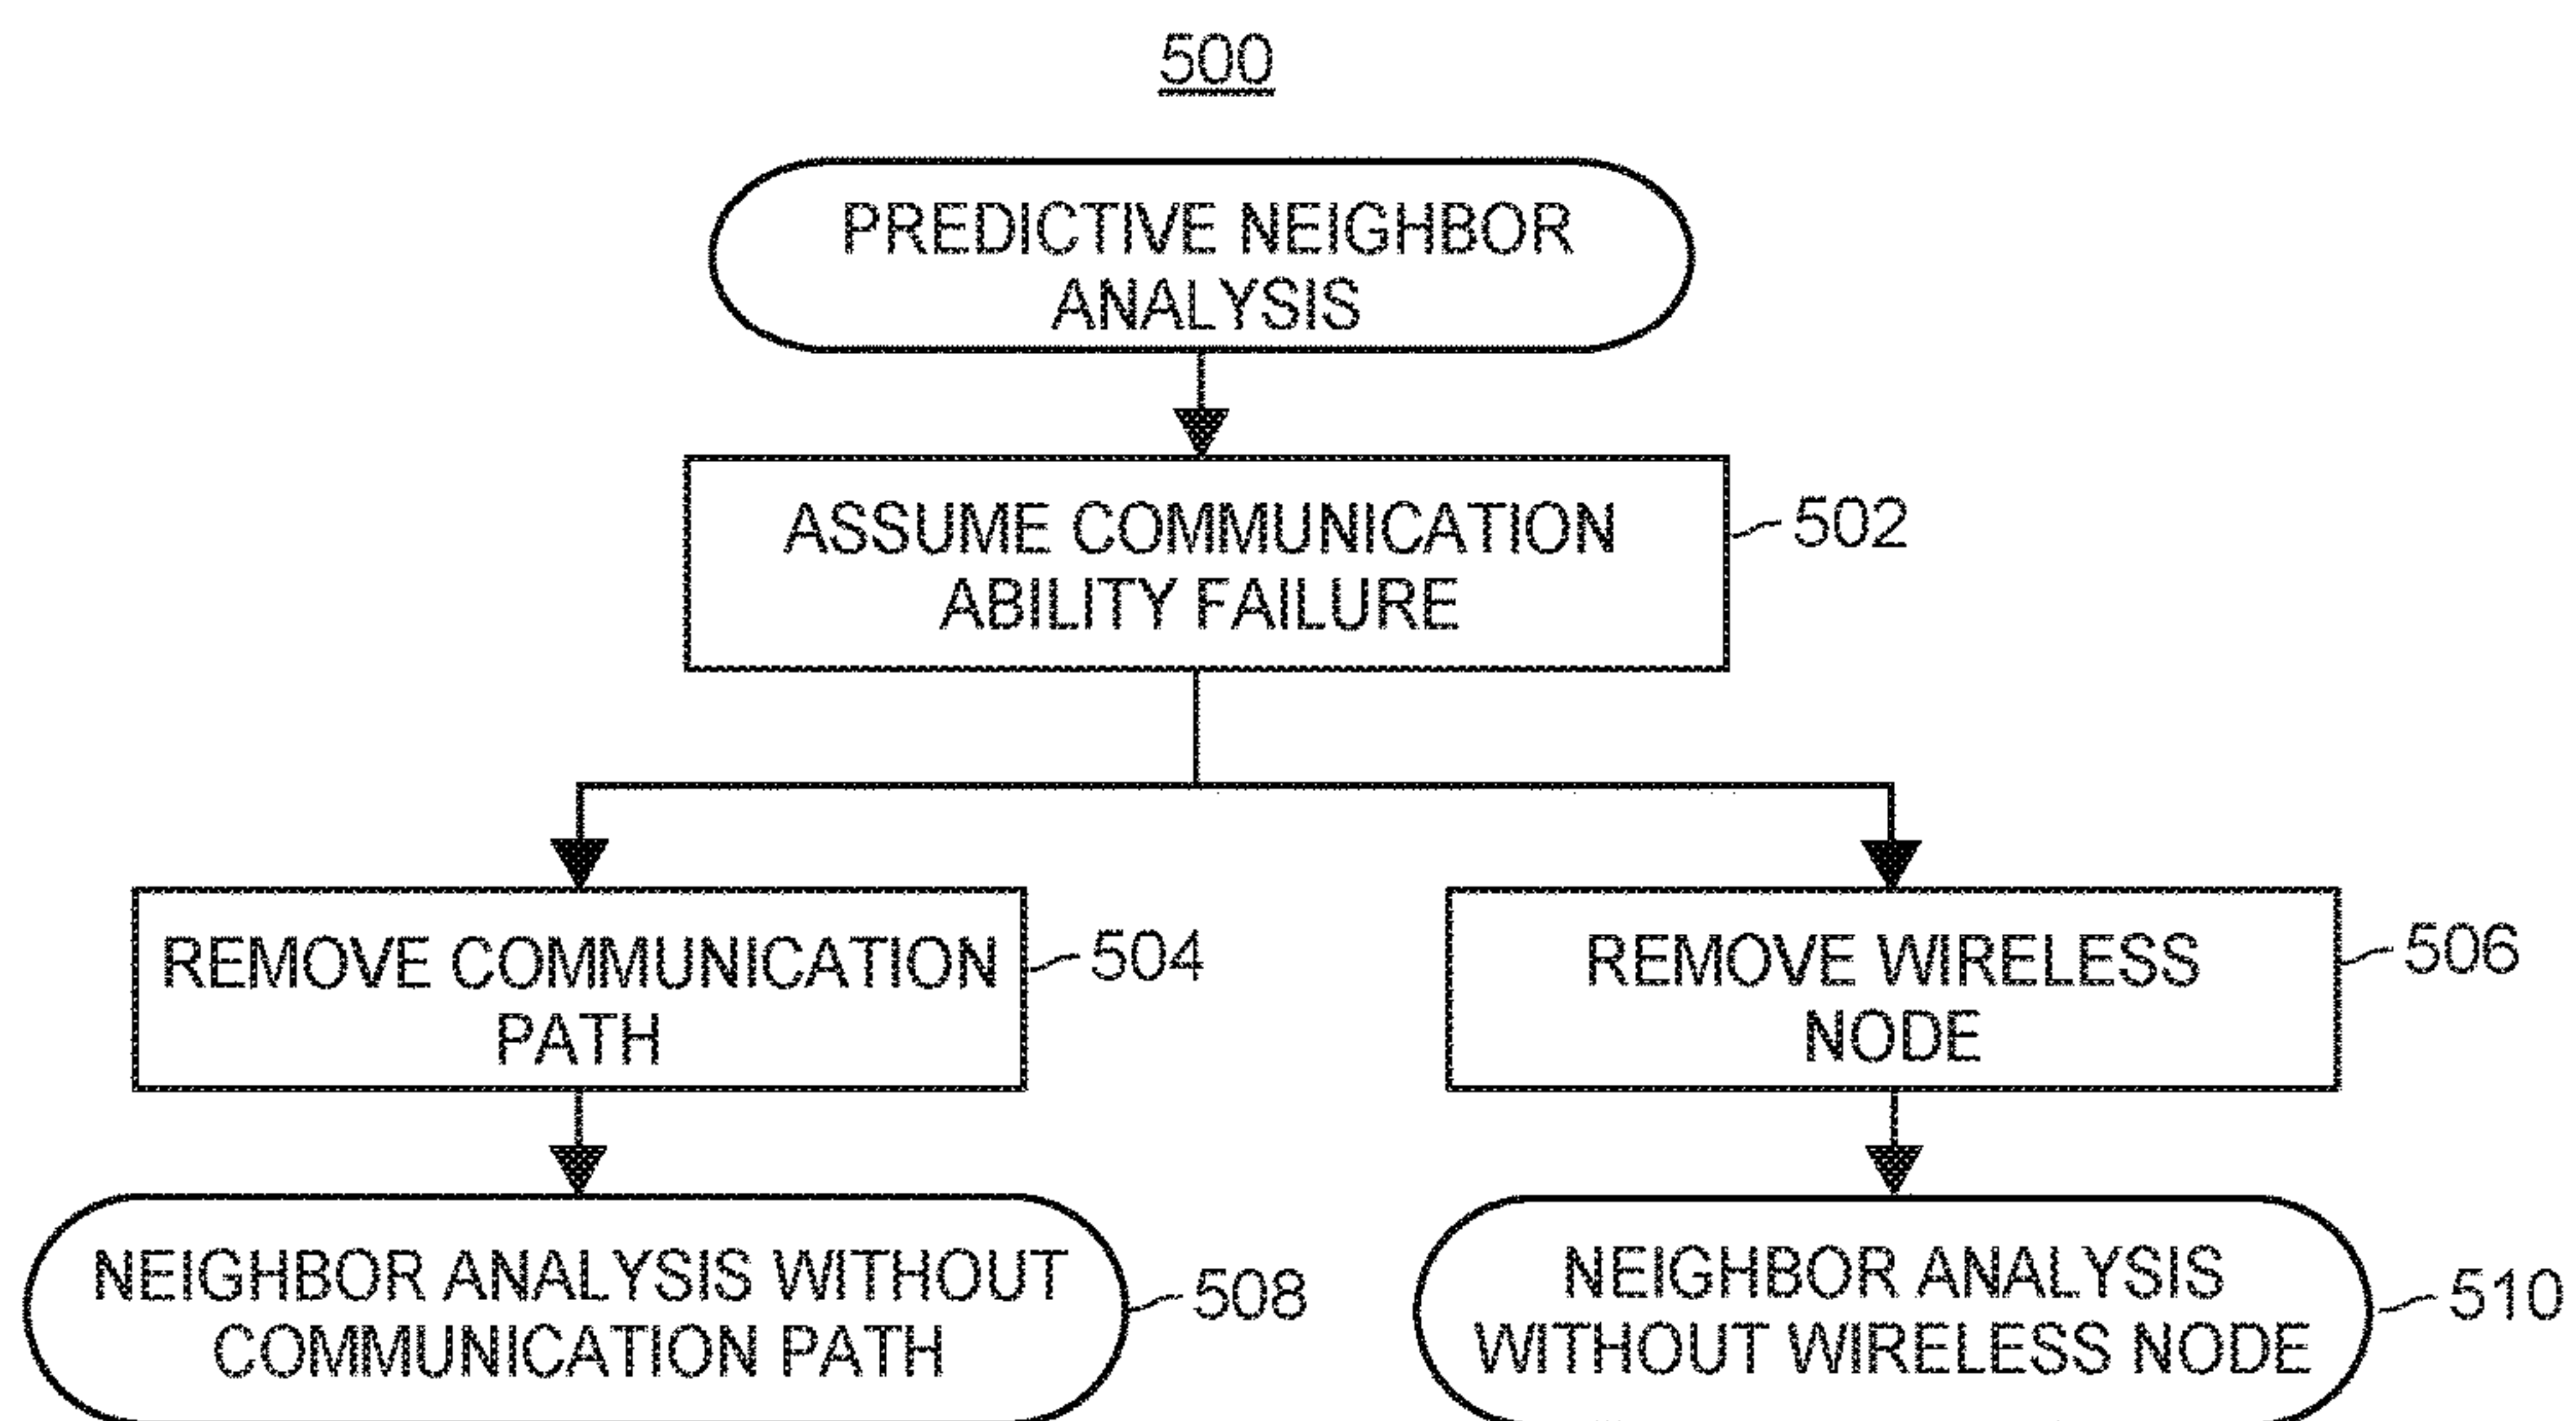 500
PREDICTIVE NEIGHBOR
ANALYSIS
ASSUME COMMUNICATION
ABILITY FAILURE
502
REMOVE COMMUNICATION
PATH
504
REMOVE WIRELESS
NODE
506
NEIGHBOR ANALYSIS WITHOUT
COMMUNICATION PATH
508
NEIGHBOR ANALYSIS
WITHOUT WIRELESS NODE
510